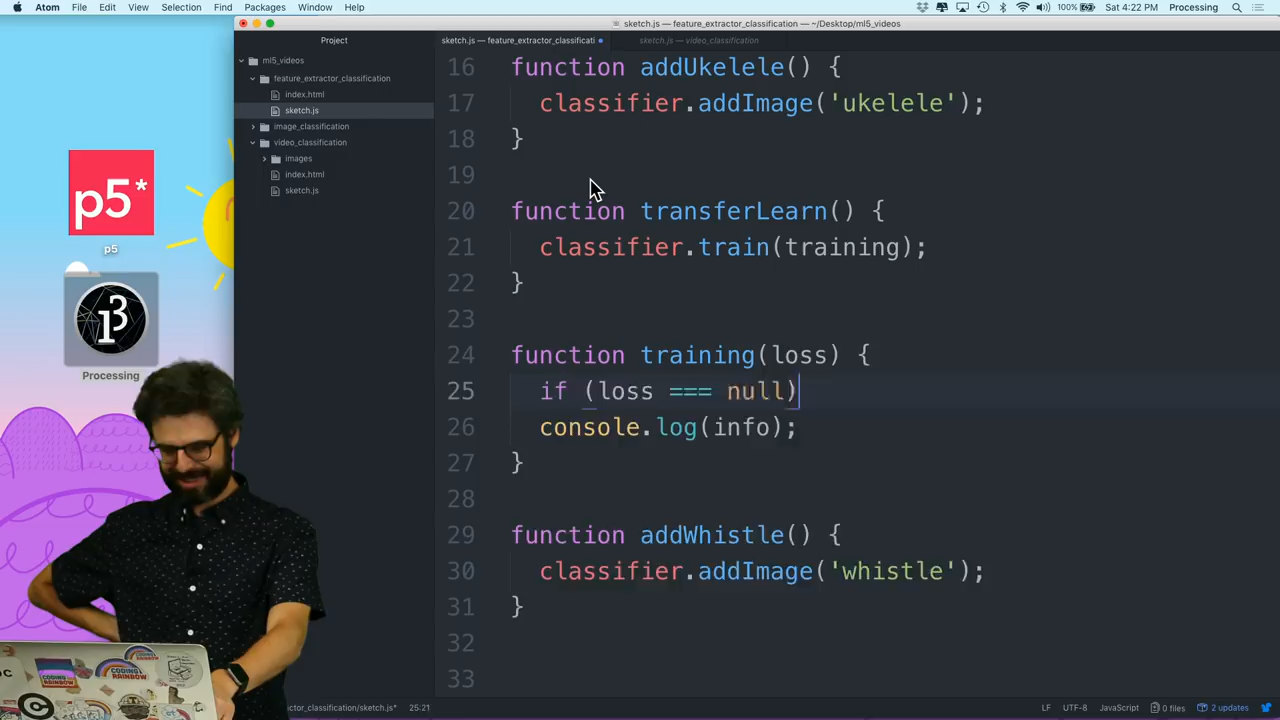 Atom File Edit View Selection Find Packages Window Help 100% Sat 4:22 PM Processing
sketch.js — feature_extractor_classification — ~/Desktop/ml5_videos
Project
sketch.js — feature_extractor_classificati
sketch.js — video_classification
ml5_videos
feature_extractor_classification
index.html
sketch.js
image_classification
video_classification
images
index.html
sketch.js
p5*
p5
Processing
16 function addUkelele() {
17 classifier.addImage('ukelele');
18 }
19
20 function transferLearn() {
21 classifier.train(training);
22 }
23
24 function training(loss) {
25 if (loss === null)
26 console.log(info);
27 }
28
29 function addWhistle() {
30 classifier.addImage('whistle');
31 }
32
33
CODING
RAINBOW
CODING
RAINBOW
ctor_classification/sketch.js* 25:21
LF UTF-8 JavaScript 0 files 2 updates